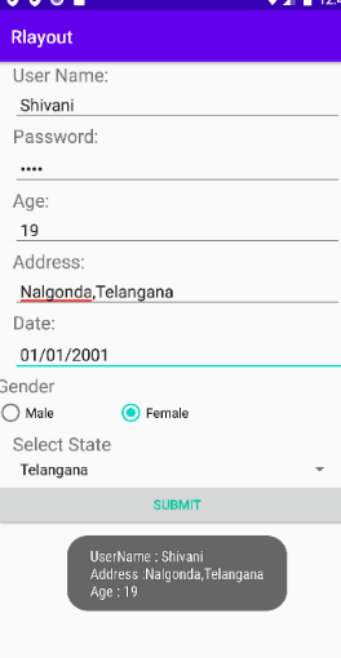 Rlayout
User Name:
Shivani
Password:
••••
Age:
19
Address:
Nalgonda,Telangana
Date:
01/01/2001
Gender
Male
Female
Select State
Telangana
SUBMIT
UserName : Shivani
Address :Nalgonda,Telangana
Age : 19